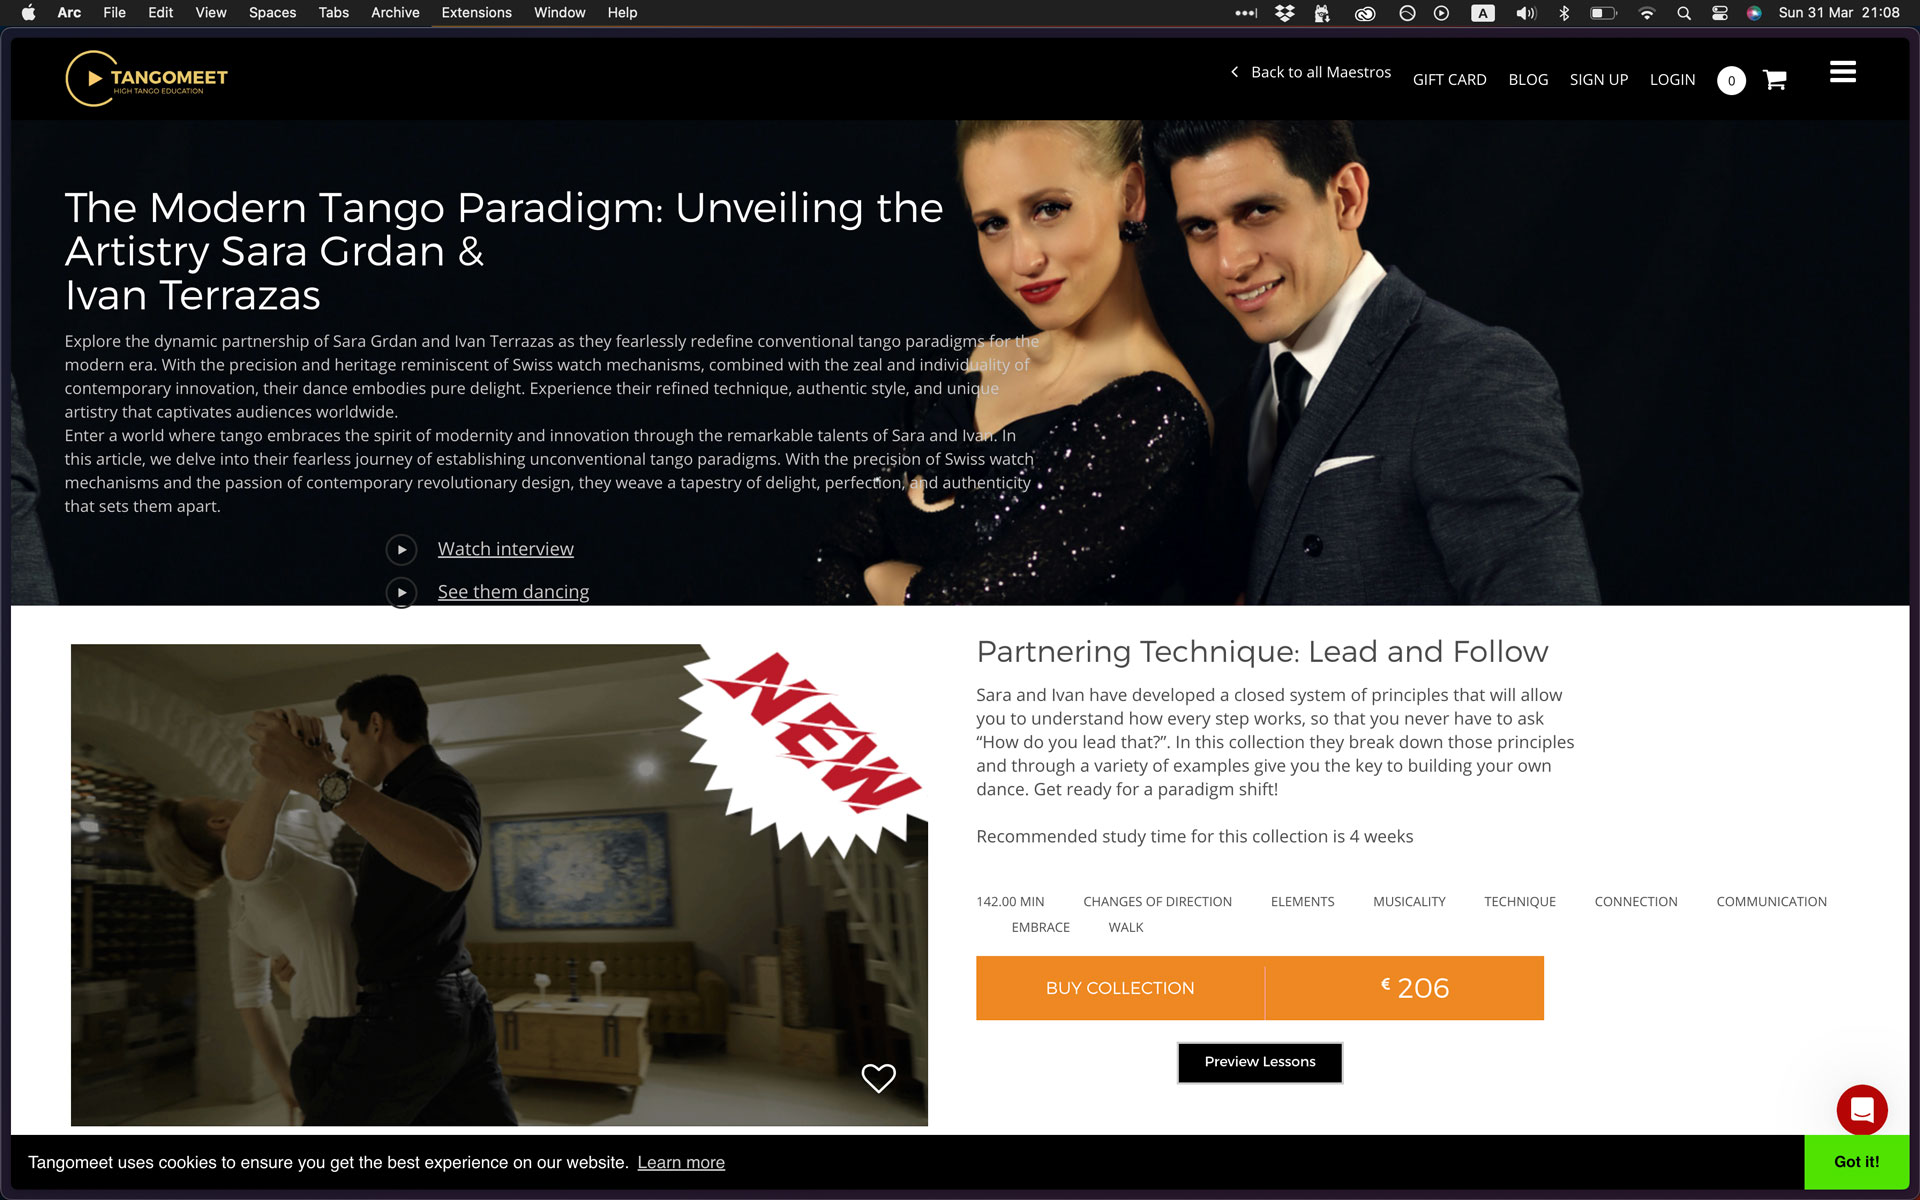 Arc File Edit View Spaces Tabs Archive Extensions Window Help
A
Sun 31 Mar 21:08
TANGOMEET
HIGH TANGO EDUCATION
Back to all Maestros
GIFT CARD BLOG SIGN UP LOGIN 0
The Modern Tango Paradigm: Unveiling the
Artistry Sara Grdan &
Ivan Terrazas
Explore the dynamic partnership of Sara Grdan and Ivan Terrazas as they fearlessly redefine conventional tango paradigms for the
modern era. With the precision and heritage reminiscent of Swiss watch mechanisms, combined with the zeal and individuality of
contemporary innovation, their dance embodies pure delight. Experience their refined technique, authentic style, and unique
artistry that captivates audiences worldwide.
Enter a world where tango embraces the spirit of modernity and innovation through the remarkable talents of Sara and Ivan. In
this article, we delve into their fearless journey of establishing unconventional tango paradigms. With the precision of Swiss watch
mechanisms and the passion of contemporary revolutionary design, they weave a tapestry of delight, perfection, and authenticity
that sets them apart.
Watch interview
See them dancing
NEW
Partnering Technique: Lead and Follow
Sara and Ivan have developed a closed system of principles that will allow
you to understand how every step works, so that you never have to ask
“How do you lead that?”. In this collection they break down those principles
and through a variety of examples give you the key to building your own
dance. Get ready for a paradigm shift!
Recommended study time for this collection is 4 weeks
142.00 MIN CHANGES OF DIRECTION ELEMENTS MUSICALITY TECHNIQUE CONNECTION COMMUNICATION
EMBRACE WALK
BUY COLLECTION € 206
Preview Lessons
Tangomeet uses cookies to ensure you get the best experience on our website. Learn more
Got it!